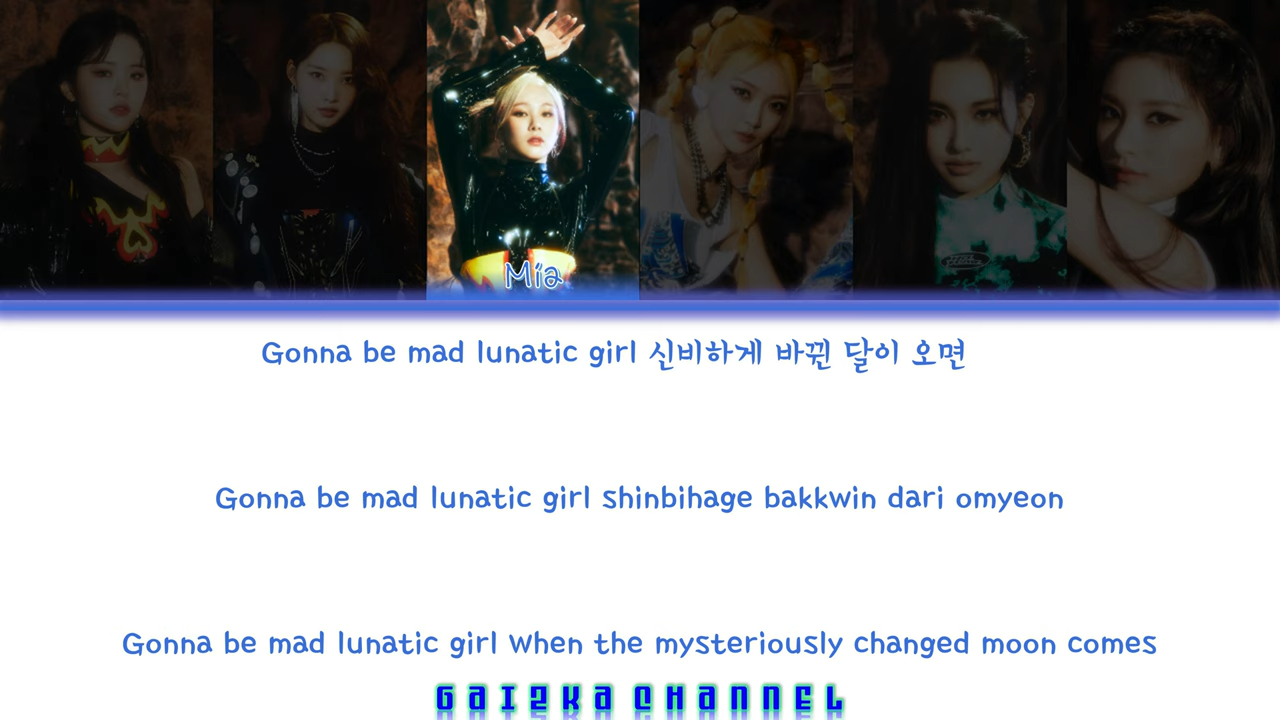 Mia
Gonna be mad lunatic girl 신비하게 바뀐 달이 오면
Gonna be mad lunatic girl shinbihage bakkwin dari omyeon
Gonna be mad lunatic girl When the mysteriously changed moon comes
GAIZKA CHANNEL